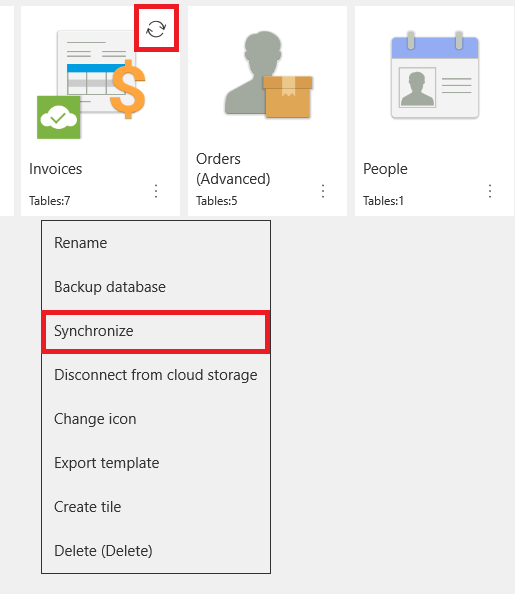 Invoices
Tables:7
Orders
(Advanced)
Tables:5
People
Tables:1
Rename
Backup database
Synchronize
Disconnect from cloud storage
Change icon
Export template
Create tile
Delete (Delete)